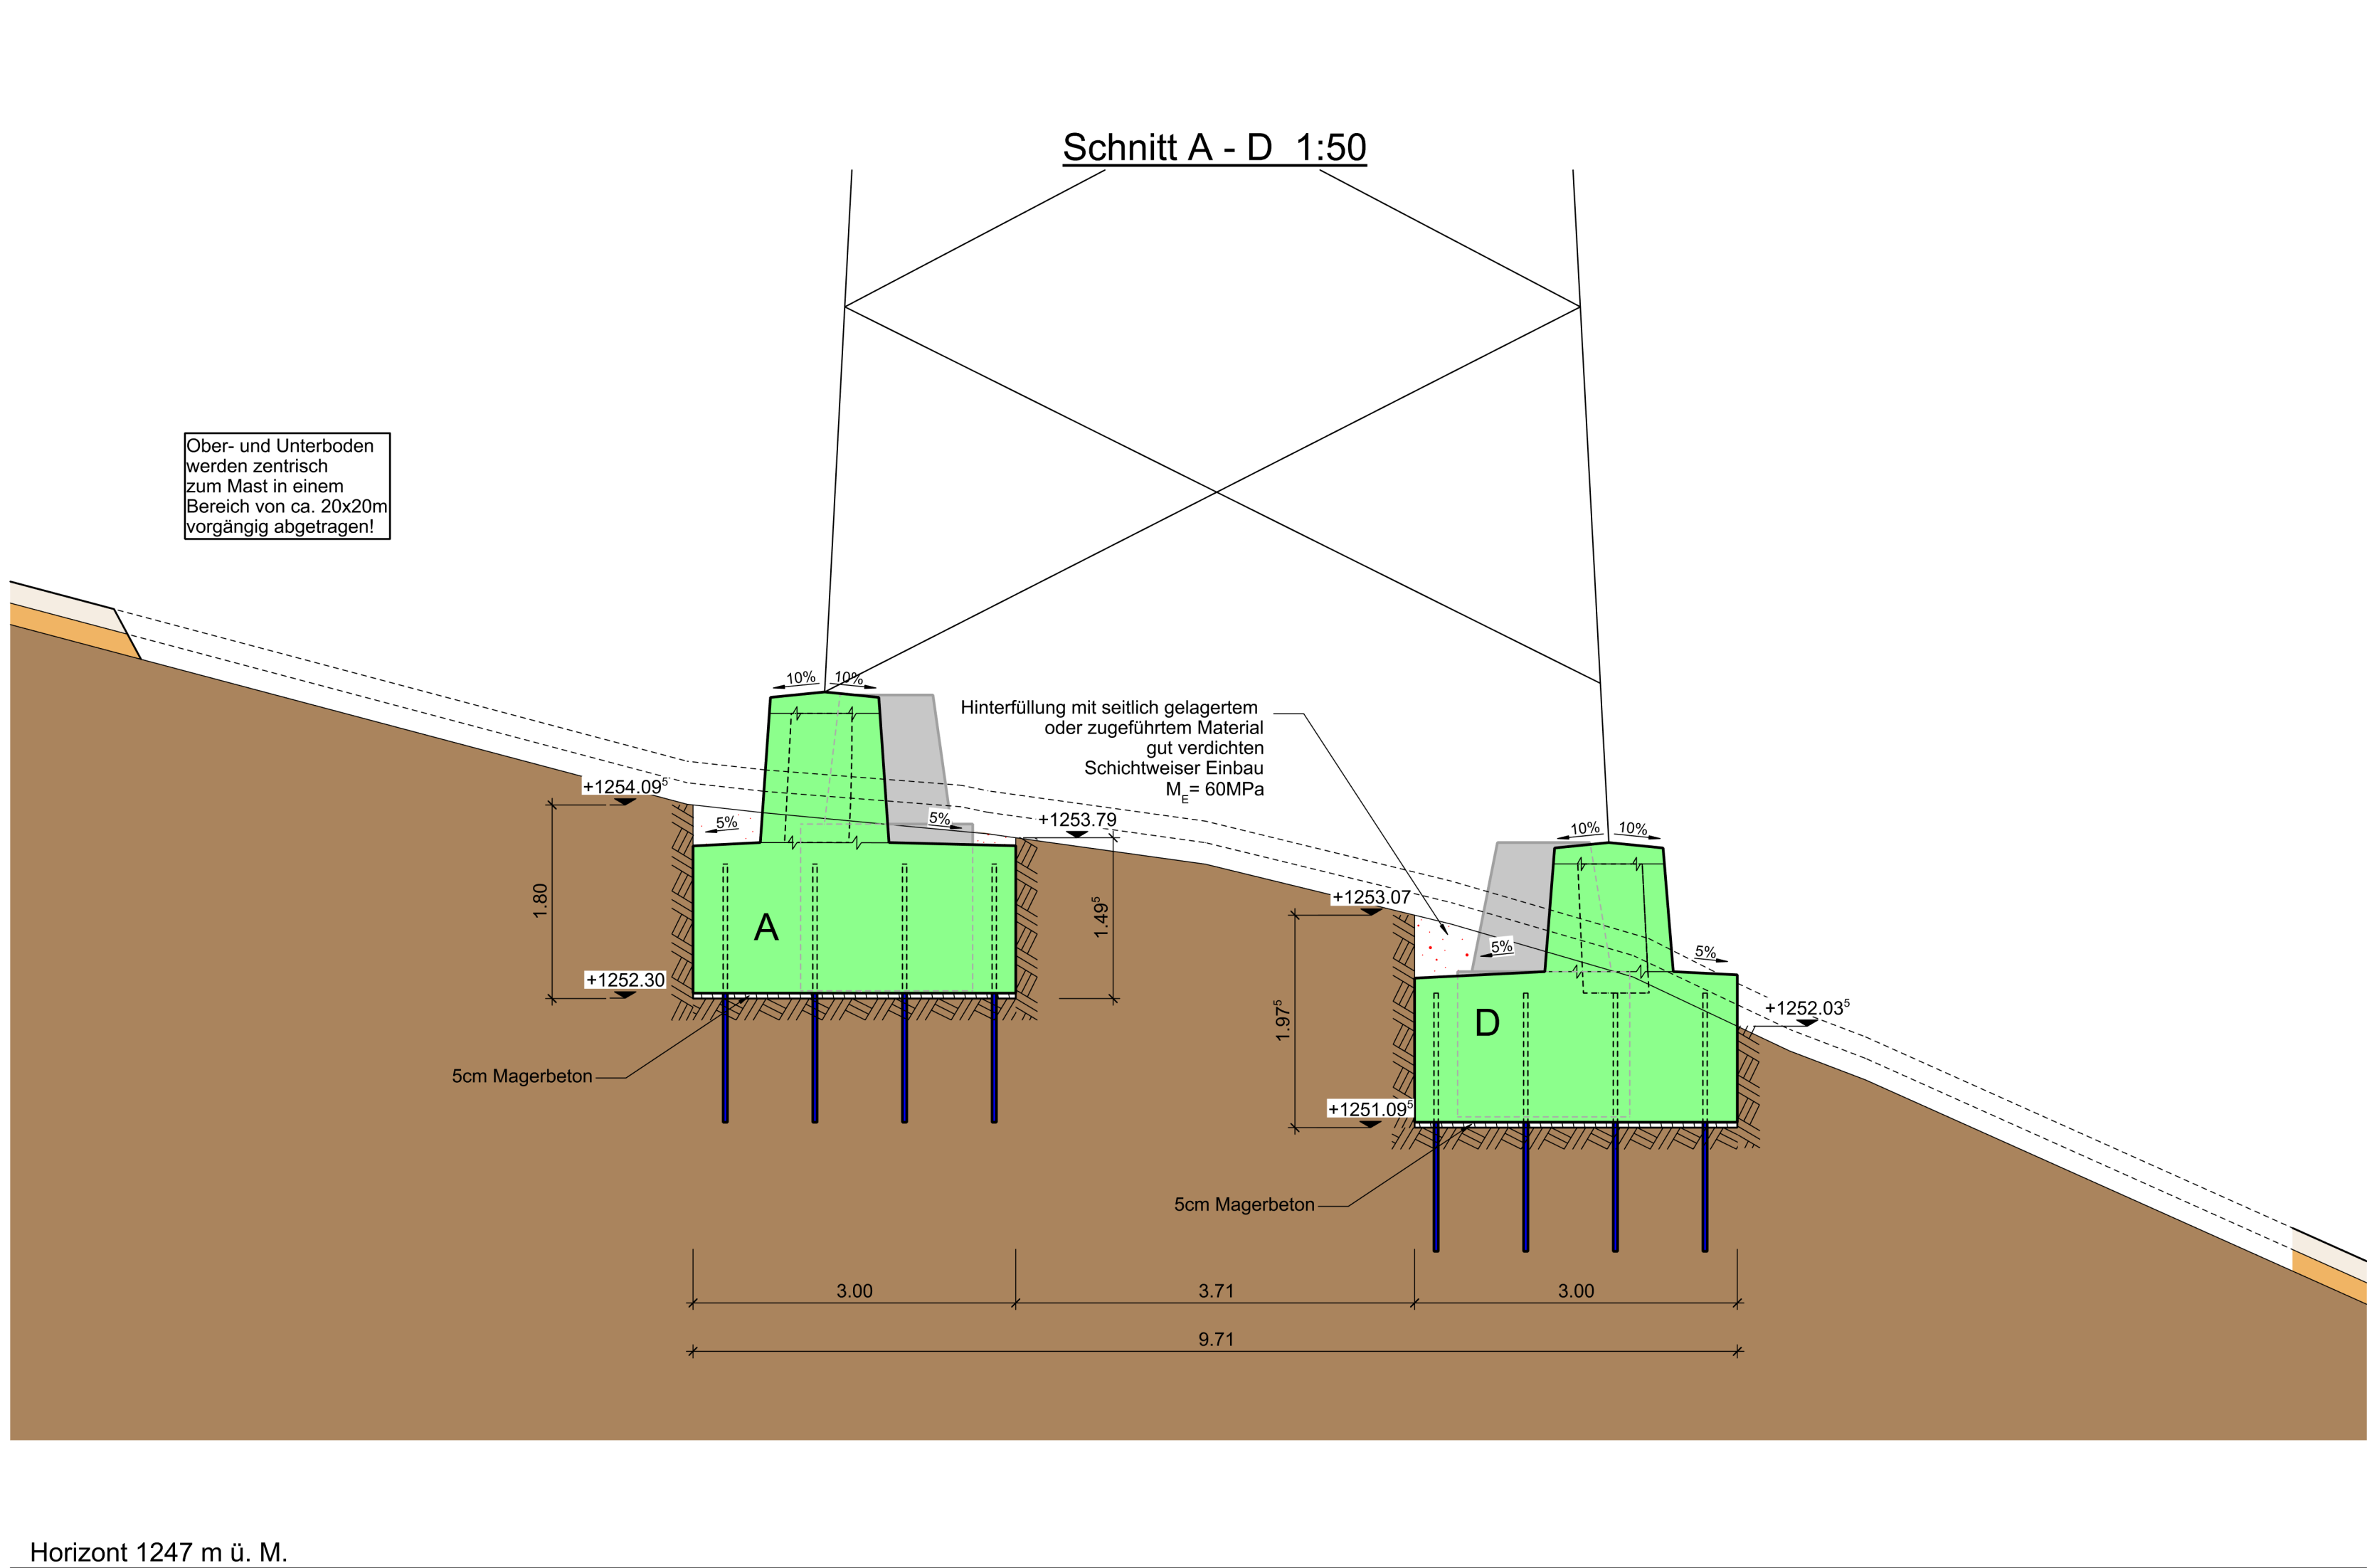 Schnitt A - D 1:50
Ober- und Unterboden
werden zentrisch
zum Mast in einem
Bereich von ca. 20x20m
vorgängig abgetragen!
10% 10%
Hinterfüllung mit seitlich gelagertem
oder zugeführtem Material
gut verdichten
Schichtweiser Einbau
ME= 60MPa
+1254.09⁵
5%
5%
+1253.79
10% 10%
1.80
A
1.49⁵
+1253.07
5%
5%
+1252.30
1.97⁵
D
+1252.03⁵
5cm Magerbeton
+1251.09⁵
5cm Magerbeton
3.00
3.71
3.00
9.71
Horizont 1247 m ü. M.